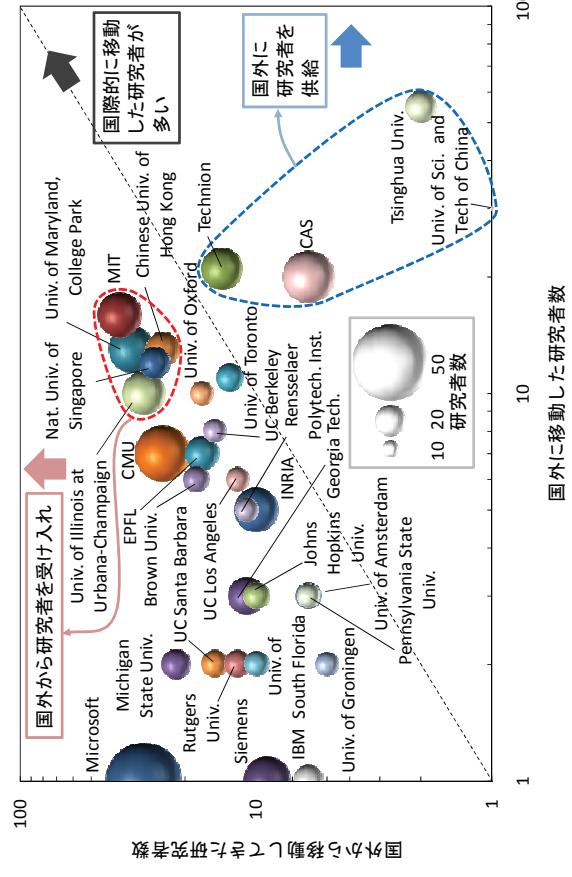 国外から研究者を受け入れ
国際的に移動
した研究者が
多い
国外に
研究者を
供給
Microsoft
Michigan
State Univ.
Rutgers
Univ.
Siemens
IBM
UC Santa Barbara
Univ. of
South Florida
Univ. of Groningen
Univ. of Illinois at
Urbana-Champaign
Nat. Univ. of
Singapore
Univ. of Maryland,
College Park
MIT
Chinese Univ. of
Hong Kong
CMU
EPFL
Brown Univ.
UC Los Angeles
Univ. of Oxford
Univ. of Toronto
UC Berkeley
Rensselaer
Polytech. Inst.
INRIA
Georgia Tech.
Johns
Hopkins
Univ.
Univ. of Amsterdam
Pennsylvania State
Univ.
Technion
CAS
Tsinghua Univ.
Univ. of Sci. and
Tech of China
10 20 50
研究者数
100
10
1
1
10
100
国外から移動してきた研究者数
国外に移動した研究者数